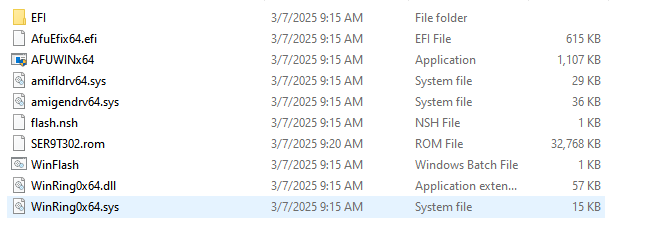 EFI 3/7/2025 9:15 AM File folder
AfuEfix64.efi 3/7/2025 9:15 AM EFI File 615 KB
AFUWINx64 3/7/2025 9:15 AM Application 1,107 KB
amifldrv64.sys 3/7/2025 9:15 AM System file 29 KB
amigendrv64.sys 3/7/2025 9:15 AM System file 36 KB
flash.nsh 3/7/2025 9:15 AM NSH File 1 KB
SER9T302.rom 3/7/2025 9:20 AM ROM File 32,768 KB
WinFlash 3/7/2025 9:15 AM Windows Batch File 1 KB
WinRing0x64.dll 3/7/2025 9:15 AM Application exten... 57 KB
WinRing0x64.sys 3/7/2025 9:15 AM System file 15 KB